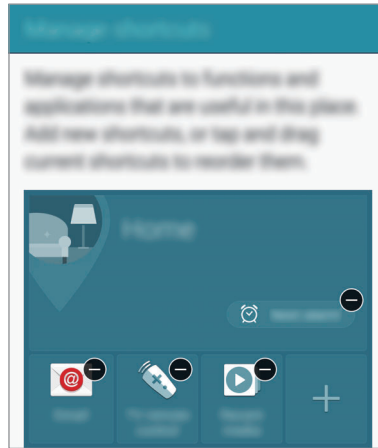 Manage shortcuts
Manage shortcuts to functions and
applications that are useful in this place.
Add new shortcuts, or tap and drag
current shortcuts to reorder them.
Home
@
Email